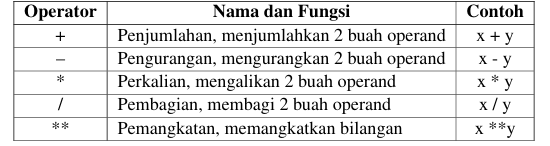 Operator Nama dan Fungsi Contoh
+ Penjumlahan, menjumlahkan 2 buah operand x + y
– Pengurangan, mengurangkan 2 buah operand x - y
* Perkalian, mengalikan 2 buah operand x * y
/ Pembagian, membagi 2 buah operand x / y
** Pemangkatan, memangkatkan bilangan x **y